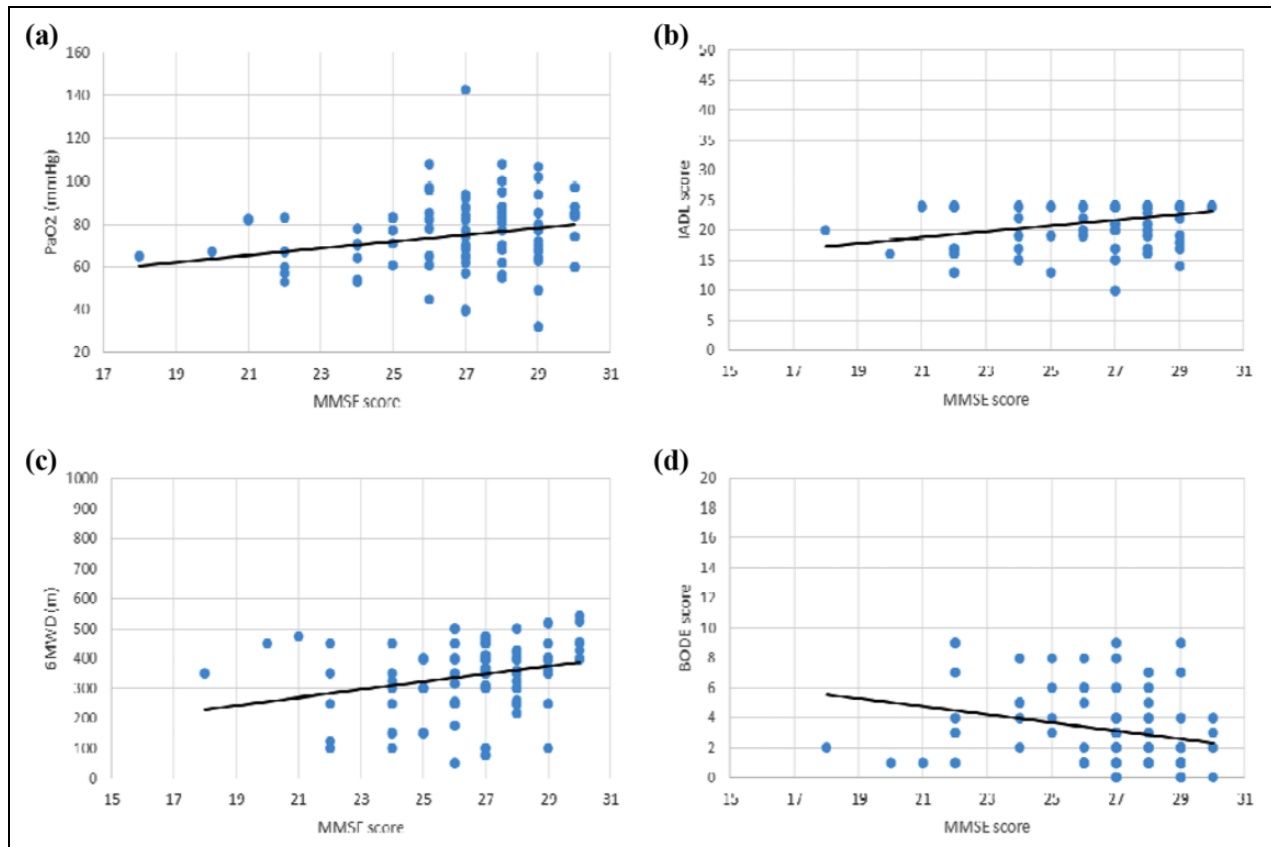 (a)
160
140
120
100
80
60
40
20
PaO2 (mmHg)
17 19 21 23 25 27 29 31
MMSE score
(b)
50
45
40
35
30
25
20
15
10
5
0
IADL score
15 17 19 21 23 25 27 29 31
MMSE score
(c)
1000
900
800
700
600
500
400
300
200
100
0
6MWD (m)
15 17 19 21 23 25 27 29 31
MMSE score
(d)
20
18
16
14
12
10
8
6
4
2
0
BODE score
15 17 19 21 23 25 27 29 31
MMSE score